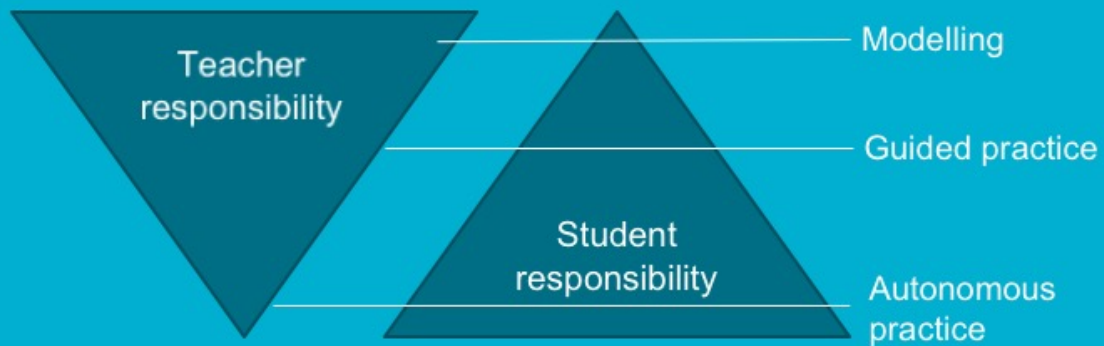 Teacher
responsibility
Student
responsibility
Modelling
Guided practice
Autonomous
practice